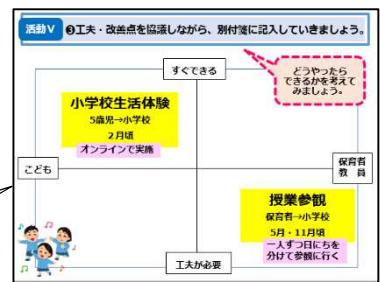 活動Ⅴ ❸工夫・改善点を協議しながら、別付箋に記入していきましょう。
どうやったら
できるかを考えて
みましょう。
すぐできる
小学校生活体験
5歳児→小学校
2月頃
オンラインで実施
こども
保育者
教 員
授業参観
保育者→小学校
5月・11月頃
一人ずつ日にちを
分けて参観に行く
工夫が必要